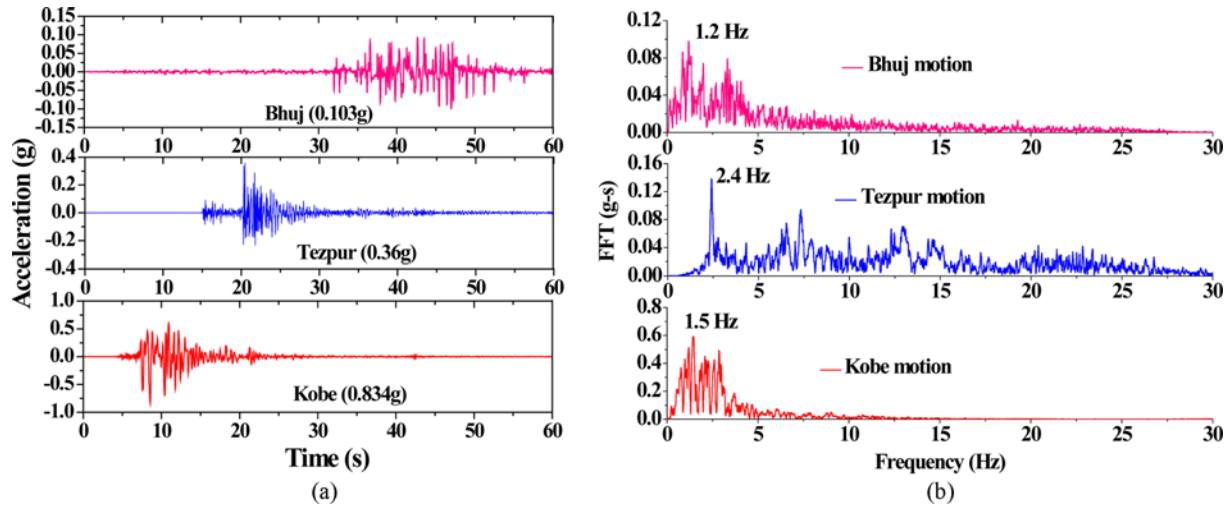 Acceleration (g)
0.15
0.10
0.05
0.00
-0.05
-0.10
-0.15
Bhuj (0.103g)
0 10 20 30 40 50 60
0.4
0.2
0.0
-0.2
-0.4
Tezpur (0.36g)
0 10 20 30 40 50 60
1.0
0.5
0.0
-0.5
-1.0
Kobe (0.834g)
0 10 20 30 40 50 60
Time (s)
(a)
FFT (g-s)
0.12
0.08
0.04
0.00
1.2 Hz
Bhuj motion
0 5 10 15 20 25 30
0.16
0.12
0.08
0.04
0.00
2.4 Hz
Tezpur motion
0 5 10 15 20 25 30
0.8
0.6
0.4
0.2
0.0
1.5 Hz
Kobe motion
0 5 10 15 20 25 30
Frequency (Hz)
(b)